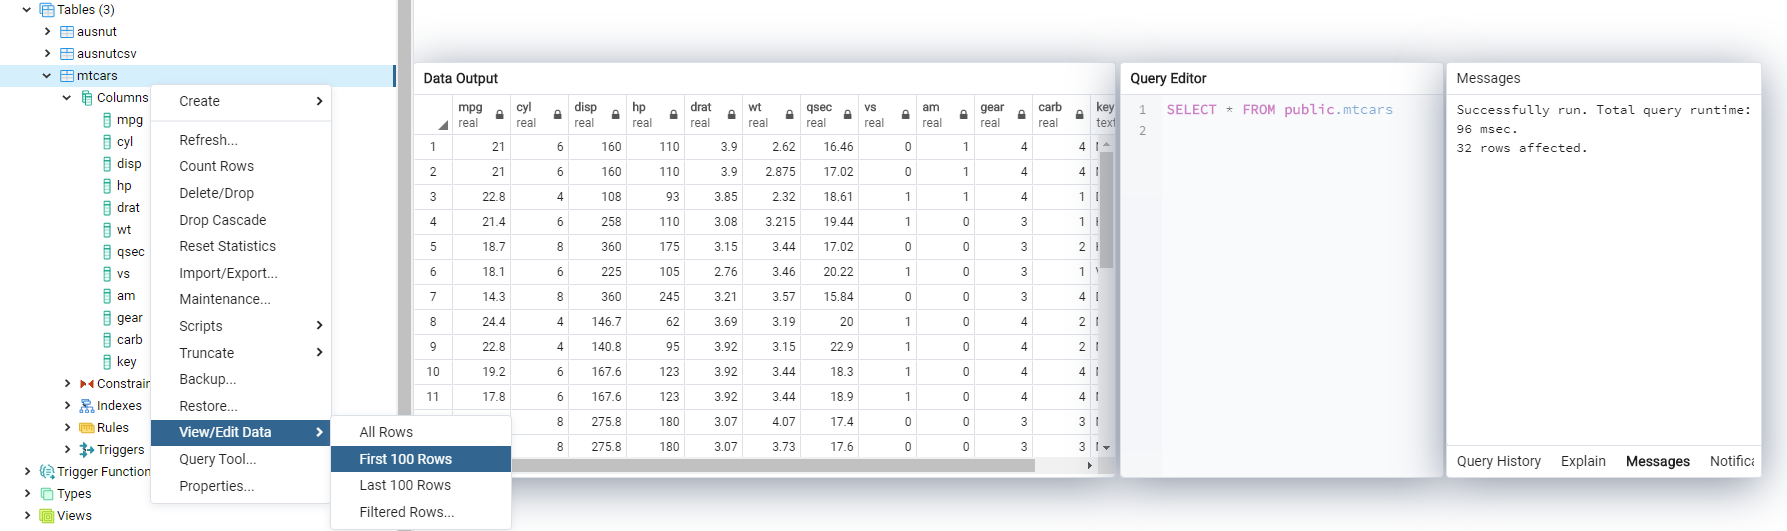 Tables (3)
ausnut
ausnutcsv
mtcars
Columns
mpg
cyl
disp
hp
drat
wt
qsec
vs
am
gear
carb
key
Constrain
Indexes
Rules
Triggers
Trigger Function
Types
Views
Create
Refresh...
Count Rows
Delete/Drop
Drop Cascade
Reset Statistics
Import/Export...
Maintenance...
Scripts
Truncate
Backup...
Restore...
View/Edit Data
Query Tool...
Properties...
All Rows
First 100 Rows
Last 100 Rows
Filtered Rows...
Data Output
mpg cyl disp hp drat wt qsec vs am gear carb key
real real real real real real real real real real real text
1 21 6 160 110 3.9 2.62 16.46 0 1 4 4
2 21 6 160 110 3.9 2.875 17.02 0 1 4 4
3 22.8 4 108 93 3.85 2.32 18.61 1 1 4 1
4 21.4 6 258 110 3.08 3.215 19.44 1 0 3 1
5 18.7 8 360 175 3.15 3.44 17.02 0 0 3 2
6 18.1 6 225 105 2.76 3.46 20.22 1 0 3 1
7 14.3 8 360 245 3.21 3.57 15.84 0 0 3 4
8 24.4 4 146.7 62 3.69 3.19 20 1 0 4 2
9 22.8 4 140.8 95 3.92 3.15 22.9 1 0 4 2
10 19.2 6 167.6 123 3.92 3.44 18.3 1 0 4 4
11 17.8 6 167.6 123 3.92 3.44 18.9 1 0 4 4
8 275.8 180 3.07 4.07 17.4 0 0 3 3
8 275.8 180 3.07 3.73 17.6 0 0 3 3
Query Editor
1 SELECT * FROM public.mtcars
2
Messages
Successfully run. Total query runtime:
96 msec.
32 rows affected.
Query History Explain Messages Notifica